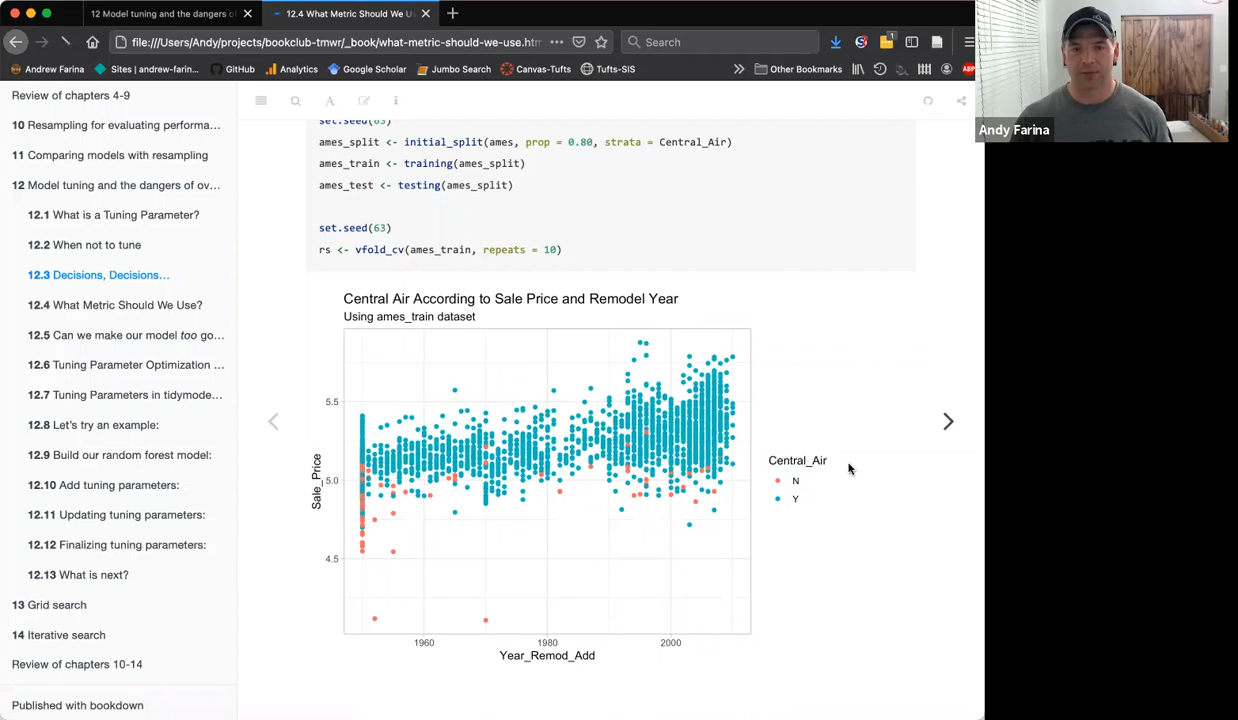 12 Model tuning and the dangers of
12.4 What Metric Should We U
file:///Users/Andy/projects/bookclub-tmwr/_book/what-metric-should-we-use.htm
Search
1
Andrew Farina
Sites | andrew-farin...
GitHub
Analytics
Google Scholar
Jumbo Search
Canvas-Tufts
Tufts-SIS
Other Bookmarks
ABP
Andy Farina
Review of chapters 4-9
10 Resampling for evaluating performa...
11 Comparing models with resampling
12 Model tuning and the dangers of ov...
12.1 What is a Tuning Parameter?
12.2 When not to tune
12.3 Decisions, Decisions...
12.4 What Metric Should We Use?
12.5 Can we make our model too go...
12.6 Tuning Parameter Optimization ...
12.7 Tuning Parameters in tidymode...
12.8 Let's try an example:
12.9 Build our random forest model:
12.10 Add tuning parameters:
12.11 Updating tuning parameters:
12.12 Finalizing tuning parameters:
12.13 What is next?
13 Grid search
14 Iterative search
Review of chapters 10-14
Published with bookdown
set.seed(63)
ames_split <- initial_split(ames, prop = 0.80, strata = Central_Air)
ames_train <- training(ames_split)
ames_test <- testing(ames_split)
set.seed(63)
rs <- vfold_cv(ames_train, repeats = 10)
Central Air According to Sale Price and Remodel Year
Using ames_train dataset
Sale_Price
5.5
5.0
4.5
1960
1980
2000
Year_Remod_Add
Central_Air
N
Y